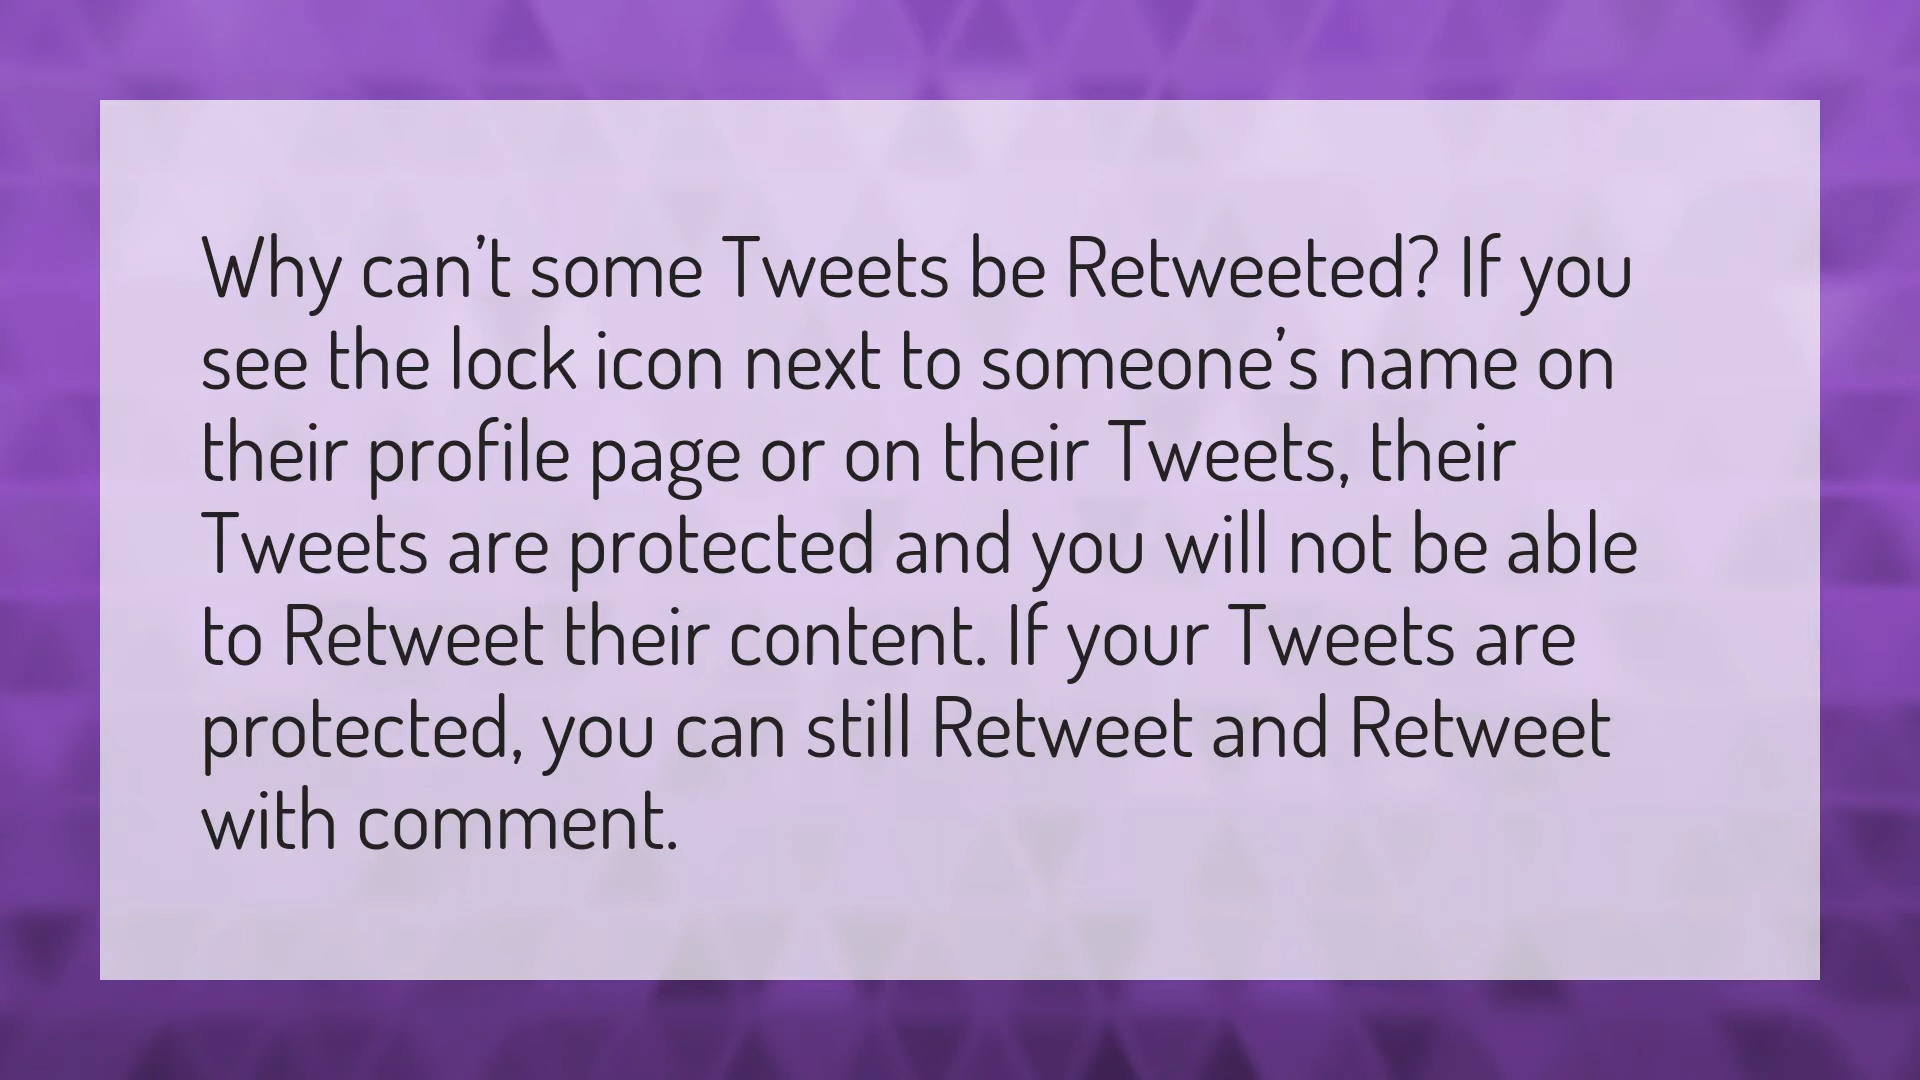 Why can’t some Tweets be Retweeted? If you
see the lock icon next to someone’s name on
their profile page or on their Tweets, their
Tweets are protected and you will not be able
to Retweet their content. If your Tweets are
protected, you can still Retweet and Retweet
with comment.